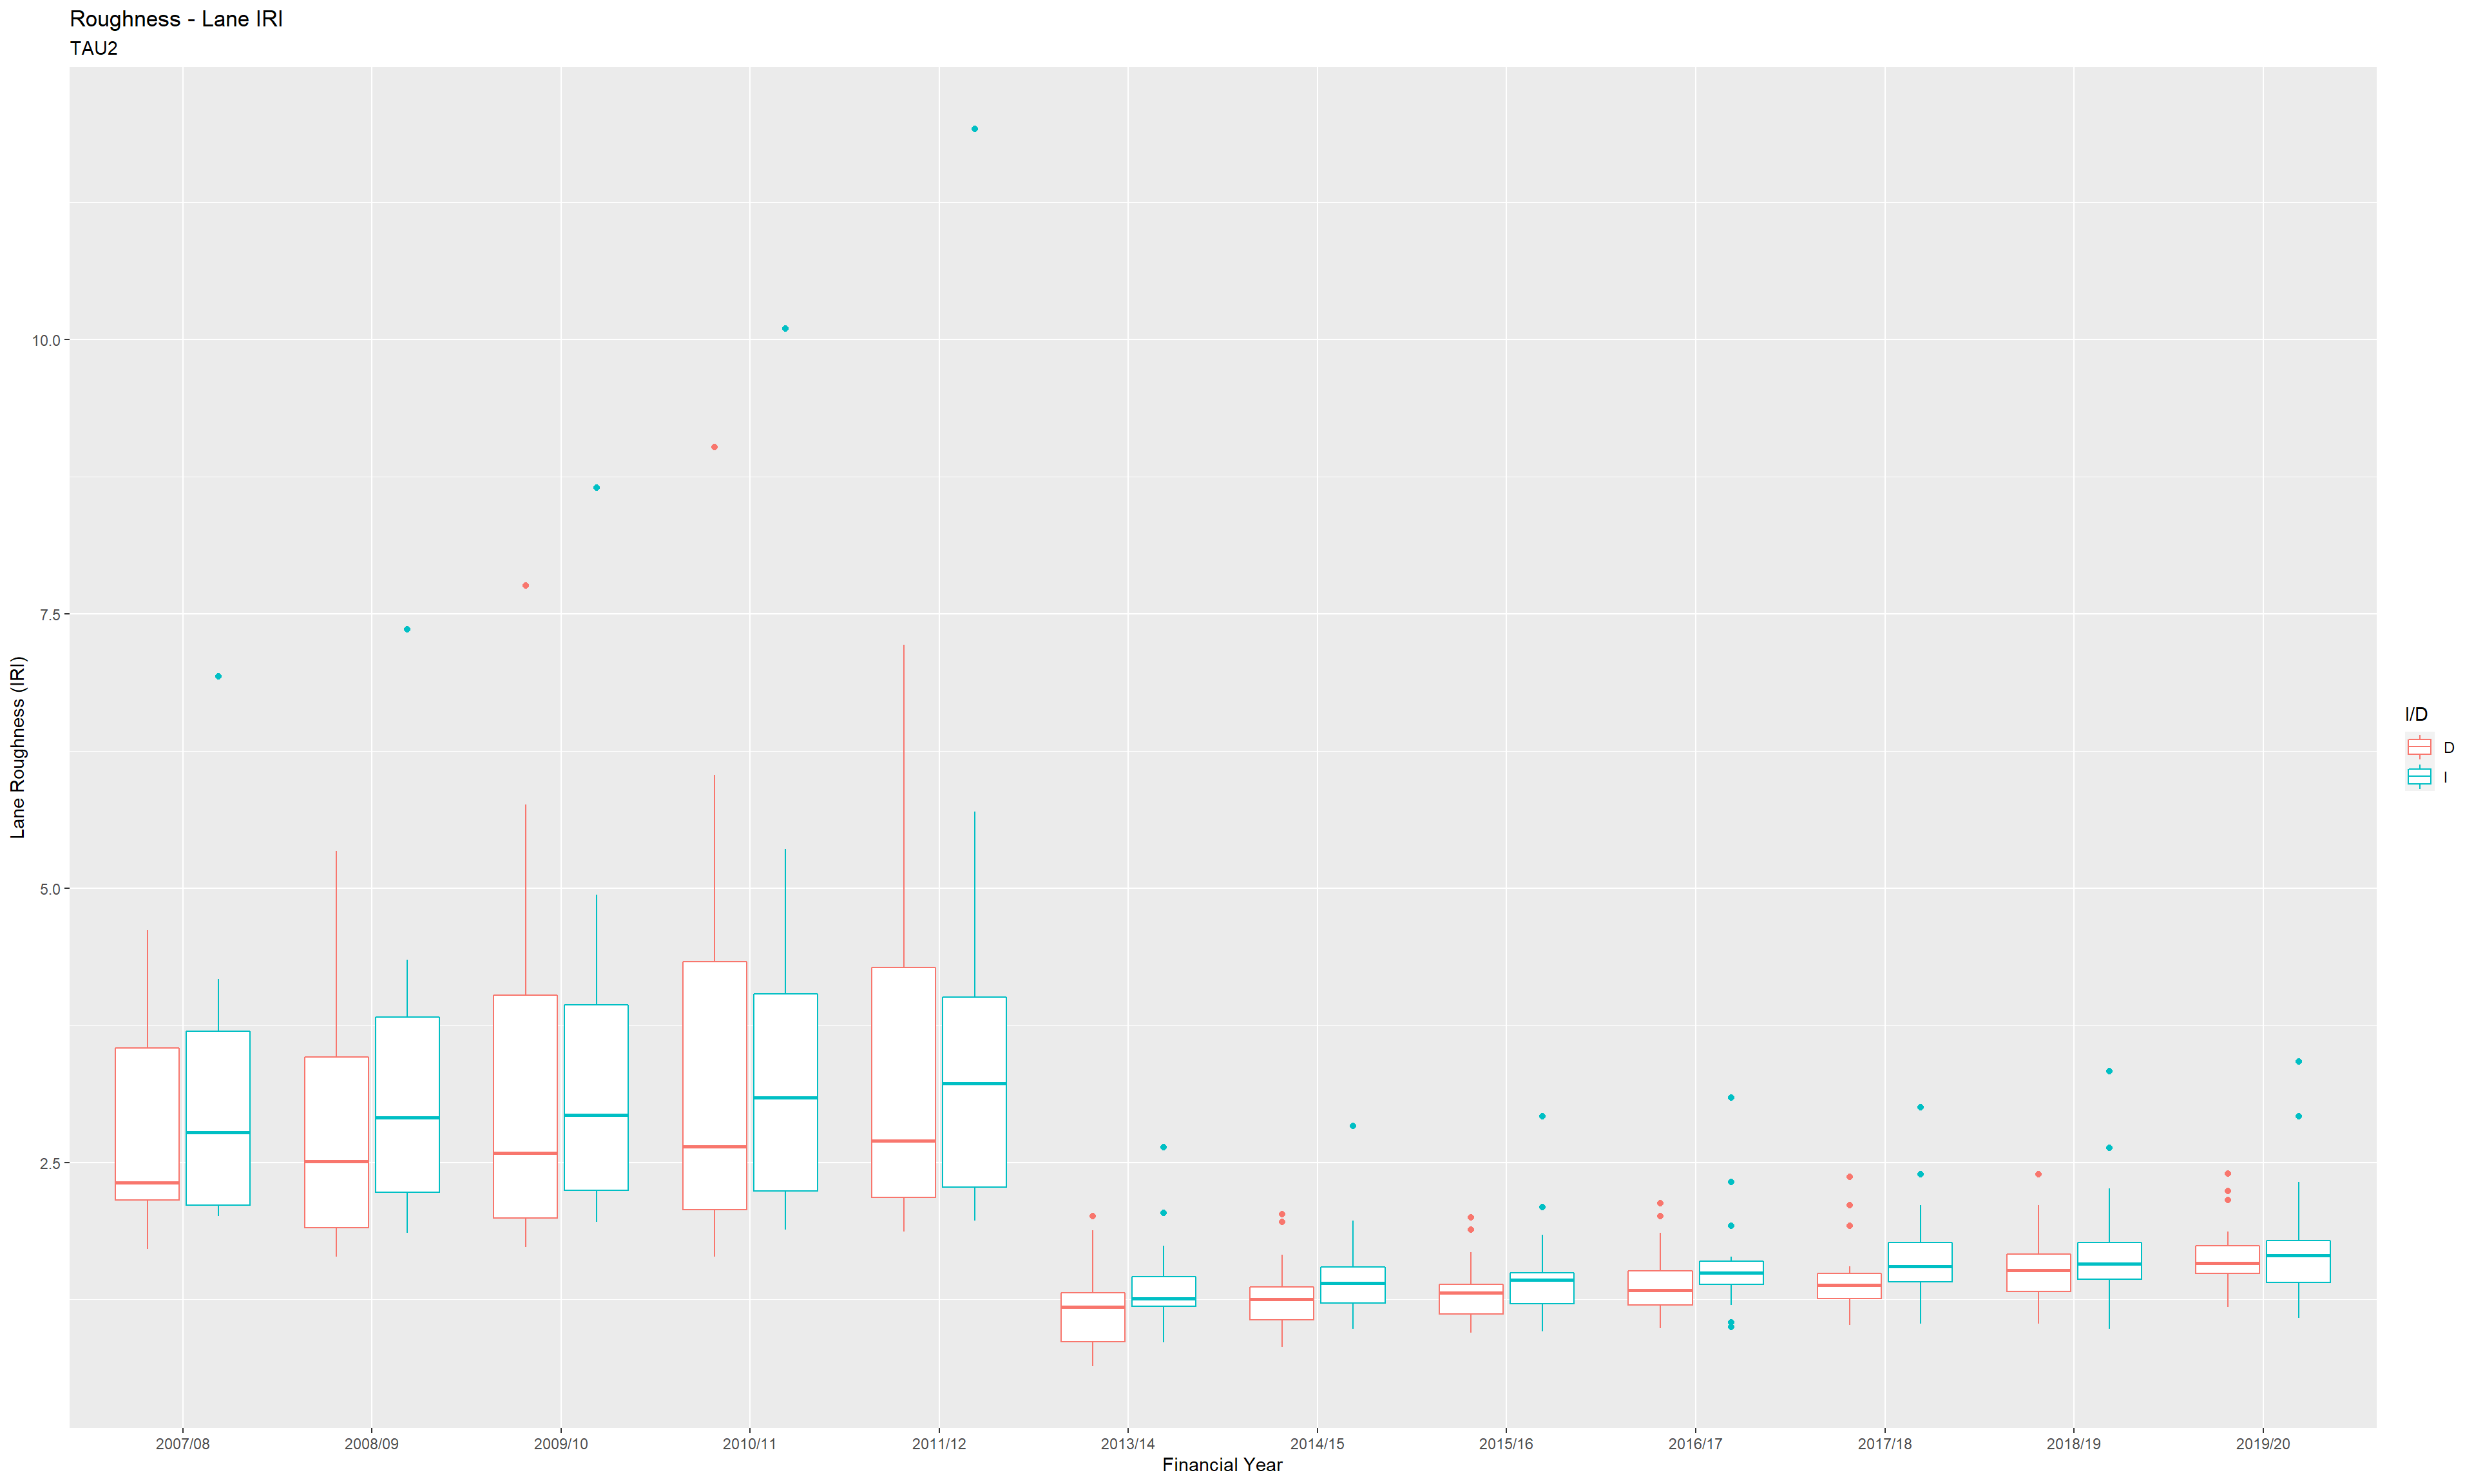 Roughness - Lane IRI
TAU2
10.0
7.5
5.0
2.5
Lane Roughness (IRI)
2007/08
2008/09
2009/10
2010/11
2011/12
2013/14
2014/15
2015/16
2016/17
2017/18
2018/19
2019/20
Financial Year
I/D
D
I